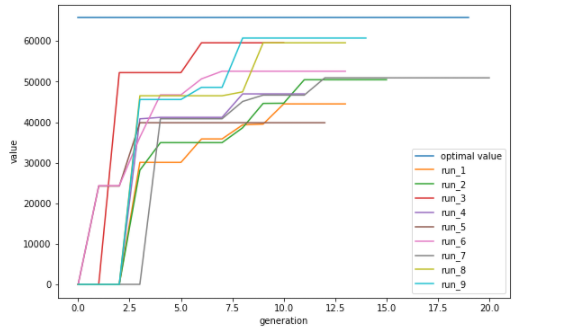 60000
50000
40000
30000
20000
10000
0
value
0.0 2.5 5.0 7.5 10.0 12.5 15.0 17.5 20.0
generation
optimal value
run_1
run_2
run_3
run_4
run_5
run_6
run_7
run_8
run_9